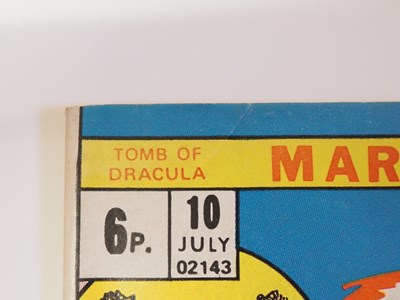 TOMB OF
DRACULA
MAR
6P.
10
JULY
02143